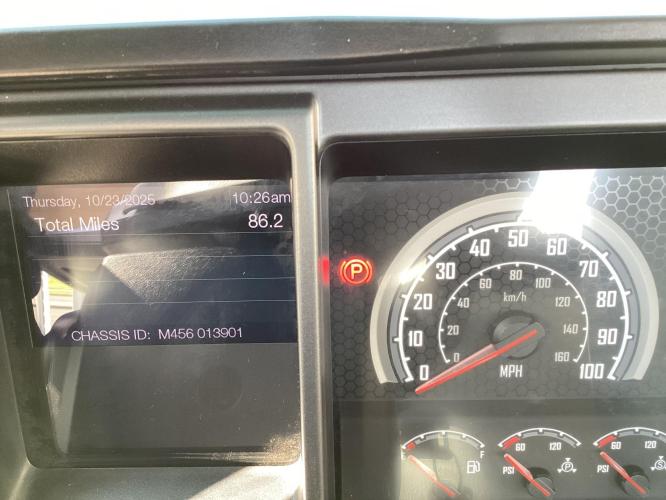 Thursday, 10/23/2025 10:26am
Total Miles 86.2
CHASSIS ID: M456 013901
P
0 10 20 30 40 50 60 70 80 90 100
0 20 40 60 80 100 120 140 160
km/h
MPH
F
60 120
PSI
P
60 120
PSI
S